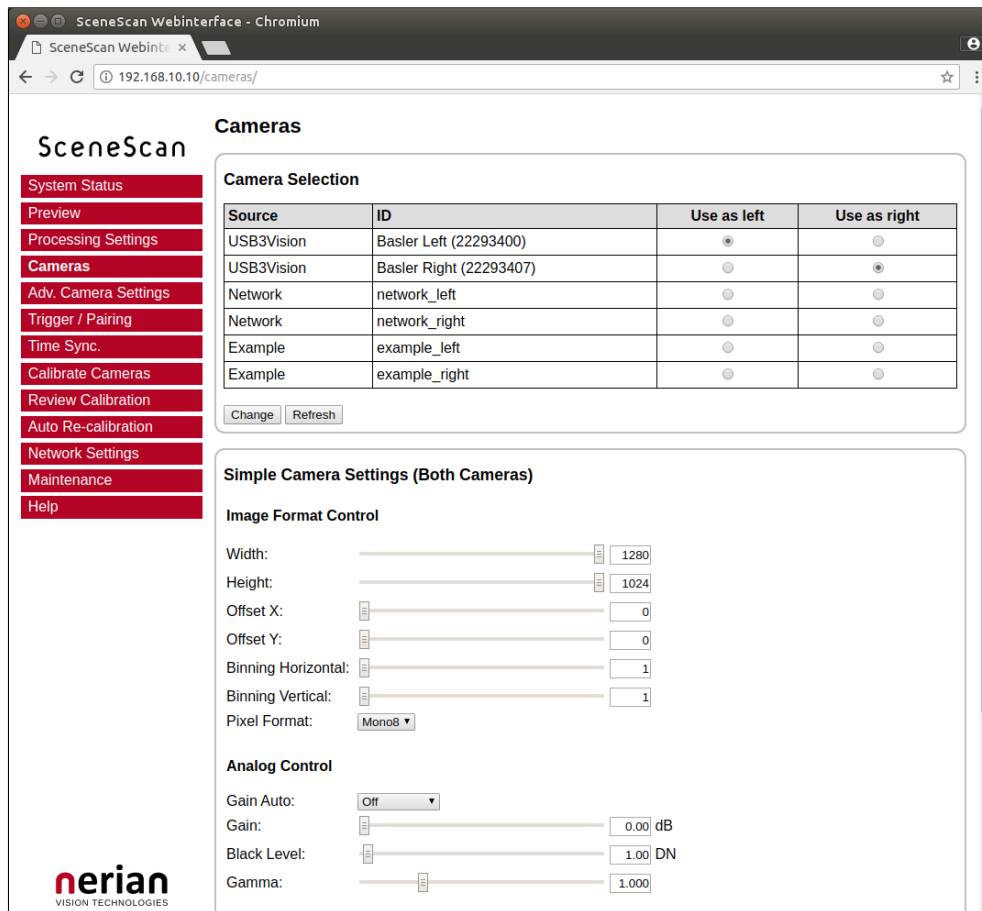 SceneScan Webinterface - Chromium
SceneScan Webinte ×
192.168.10.10/cameras/
SceneScan
System Status
Preview
Processing Settings
Cameras
Adv. Camera Settings
Trigger / Pairing
Time Sync.
Calibrate Cameras
Review Calibration
Auto Re-calibration
Network Settings
Maintenance
Help
nerian
VISION TECHNOLOGIES
Cameras
Camera Selection
Source ID Use as left Use as right
USB3Vision Basler Left (22293400)
USB3Vision Basler Right (22293407)
Network network_left
Network network_right
Example example_left
Example example_right
Change Refresh
Simple Camera Settings (Both Cameras)
Image Format Control
Width: 1280
Height: 1024
Offset X: 0
Offset Y: 0
Binning Horizontal: 1
Binning Vertical: 1
Pixel Format: Mono8
Analog Control
Gain Auto: Off
Gain: 0.00 dB
Black Level: 1.00 DN
Gamma: 1.000